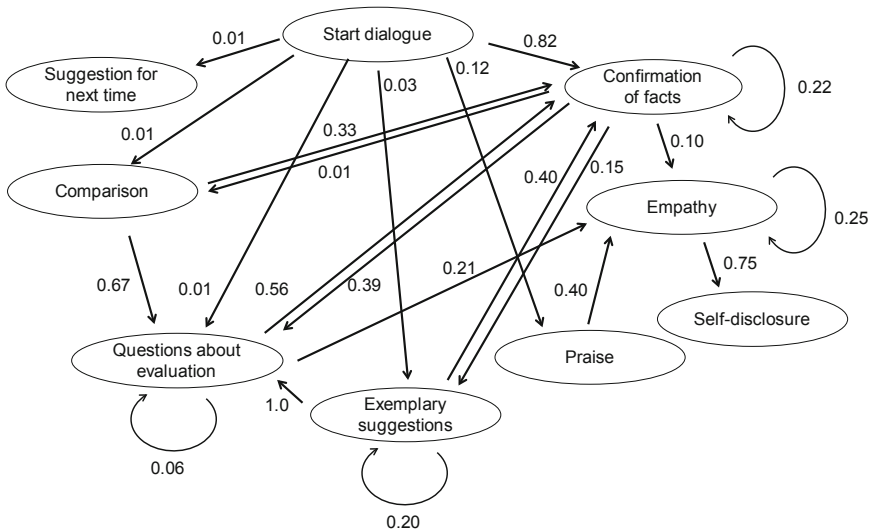 Start dialogue
0.01
0.82
Suggestion for
next time
0.03
0.12
Confirmation
of facts
0.22
0.01
0.33
0.10
0.01
0.40
0.15
Comparison
Empathy
0.25
0.67
0.01
0.56
0.39
0.21
0.40
0.75
Self-disclosure
Questions about
evaluation
Praise
1.0
Exemplary
suggestions
0.06
0.20